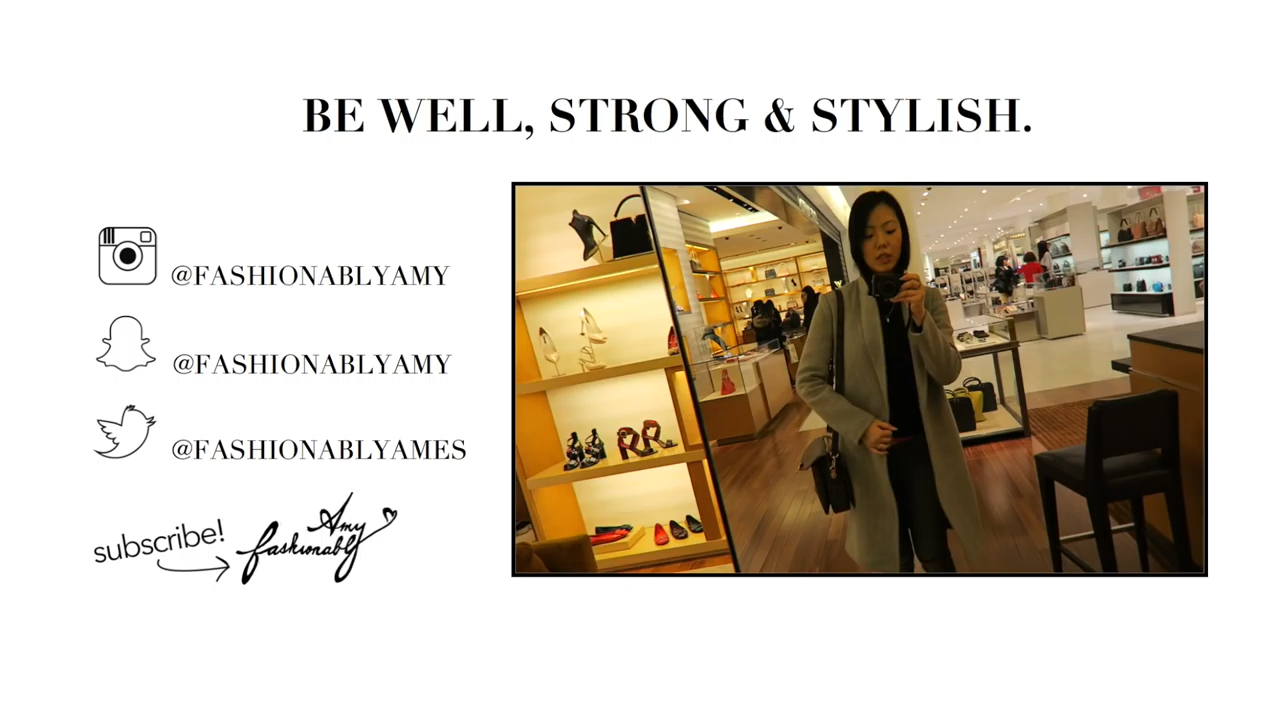 BE WELL, STRONG & STYLISH.
@FASHIONABLYAMY
@FASHIONABLYAMY
@FASHIONABLYAMES
subscribe!
Fashionably Amy